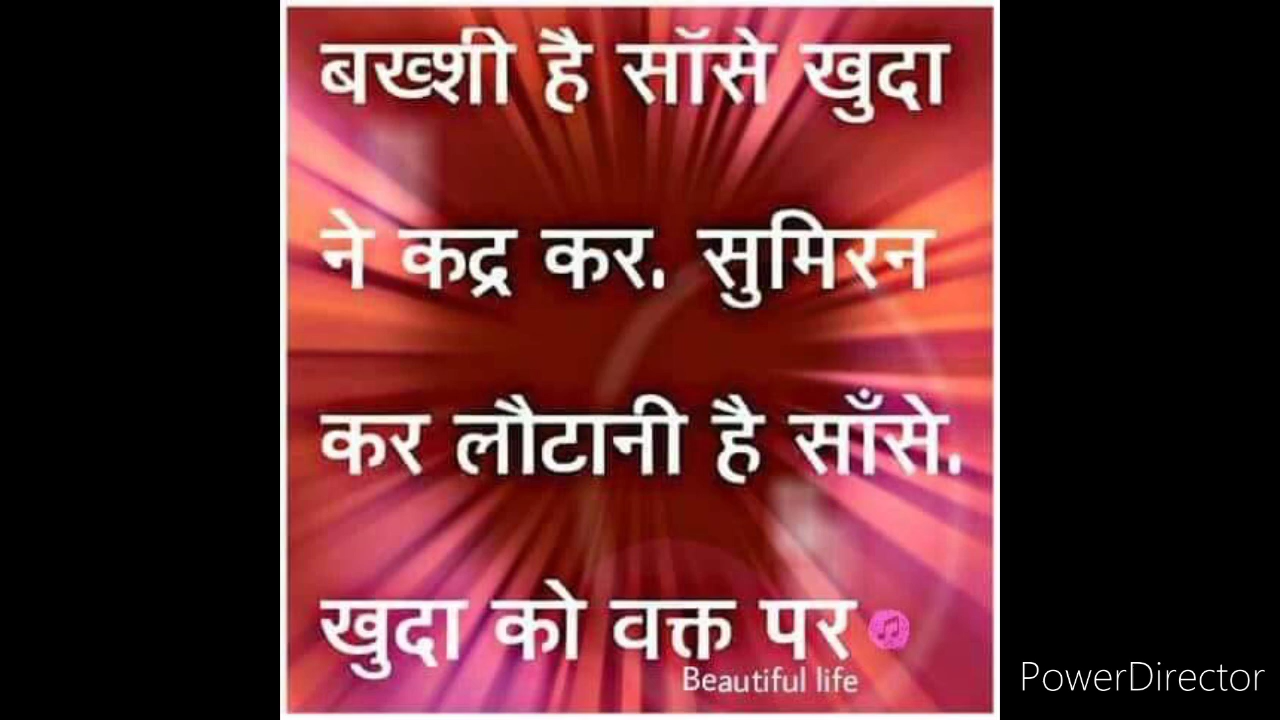 बख्शी है सॉसे खुदा
ने कद्र कर. सुमिरन
कर लौटानी है साँसे.
खुदा को वक्त पर
Beautiful life
PowerDirector